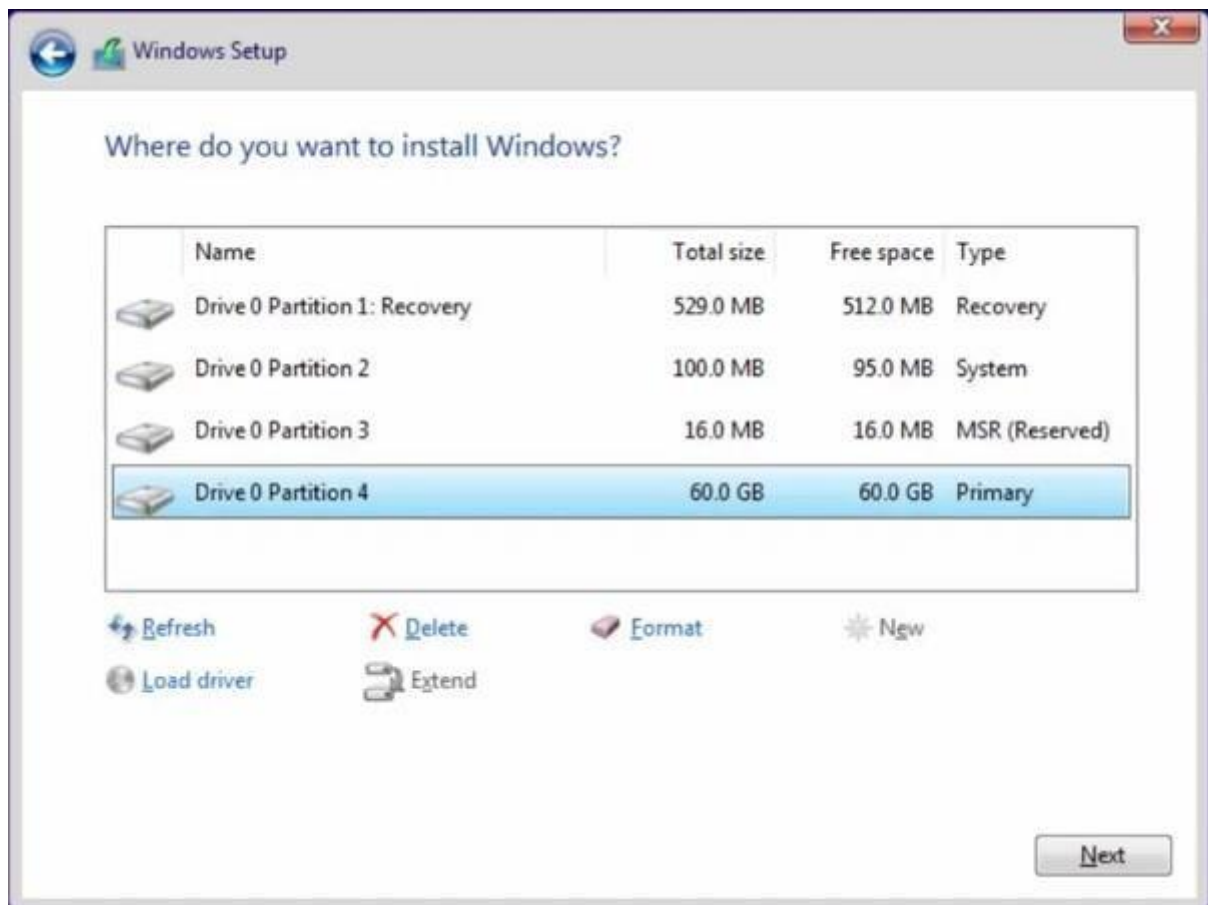 Windows Setup
Where do you want to install Windows?
Name Total size Free space Type
Drive 0 Partition 1: Recovery 529.0 MB 512.0 MB Recovery
Drive 0 Partition 2 100.0 MB 95.0 MB System
Drive 0 Partition 3 16.0 MB 16.0 MB MSR (Reserved)
Drive 0 Partition 4 60.0 GB 60.0 GB Primary
Refresh Delete Format New
Load driver Extend
Next